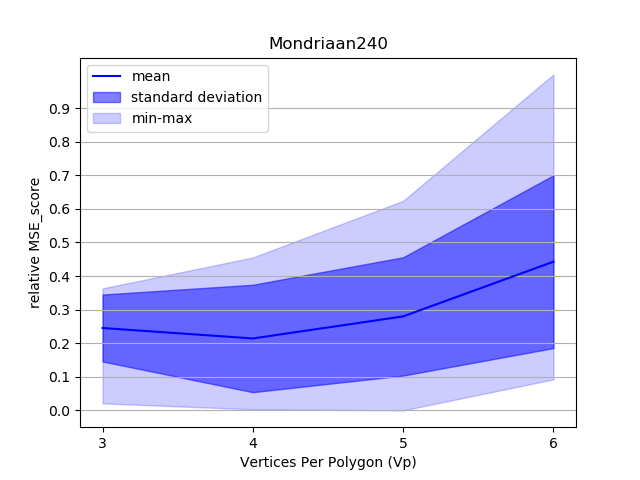 Mondriaan240
mean
standard deviation
min-max
relative MSE_score
0.9
0.8
0.7
0.6
0.5
0.4
0.3
0.2
0.1
0.0
3 4 5 6
Vertices Per Polygon (Vp)